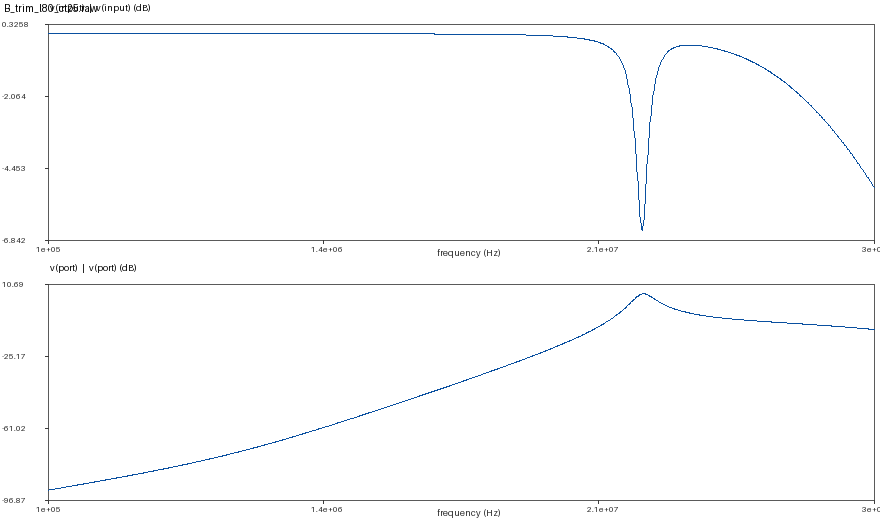 v(input) (dB)
0.3258
-2.064
-4.453
-6.842
1e+05
1.4e+06
frequency (Hz)
2.1e+07
3e+0
v(port) | v(port) (dB)
10.69
-25.17
-61.02
-96.87
1e+05
1.4e+06
frequency (Hz)
2.1e+07
3e+0